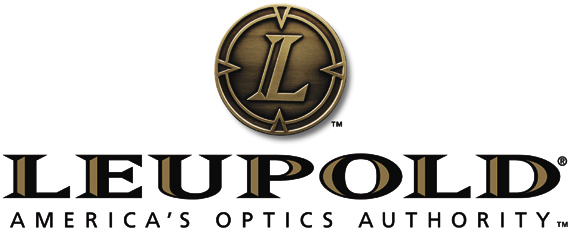 L
™
LEUPOLD®
AMERICA'S OPTICS AUTHORITY™